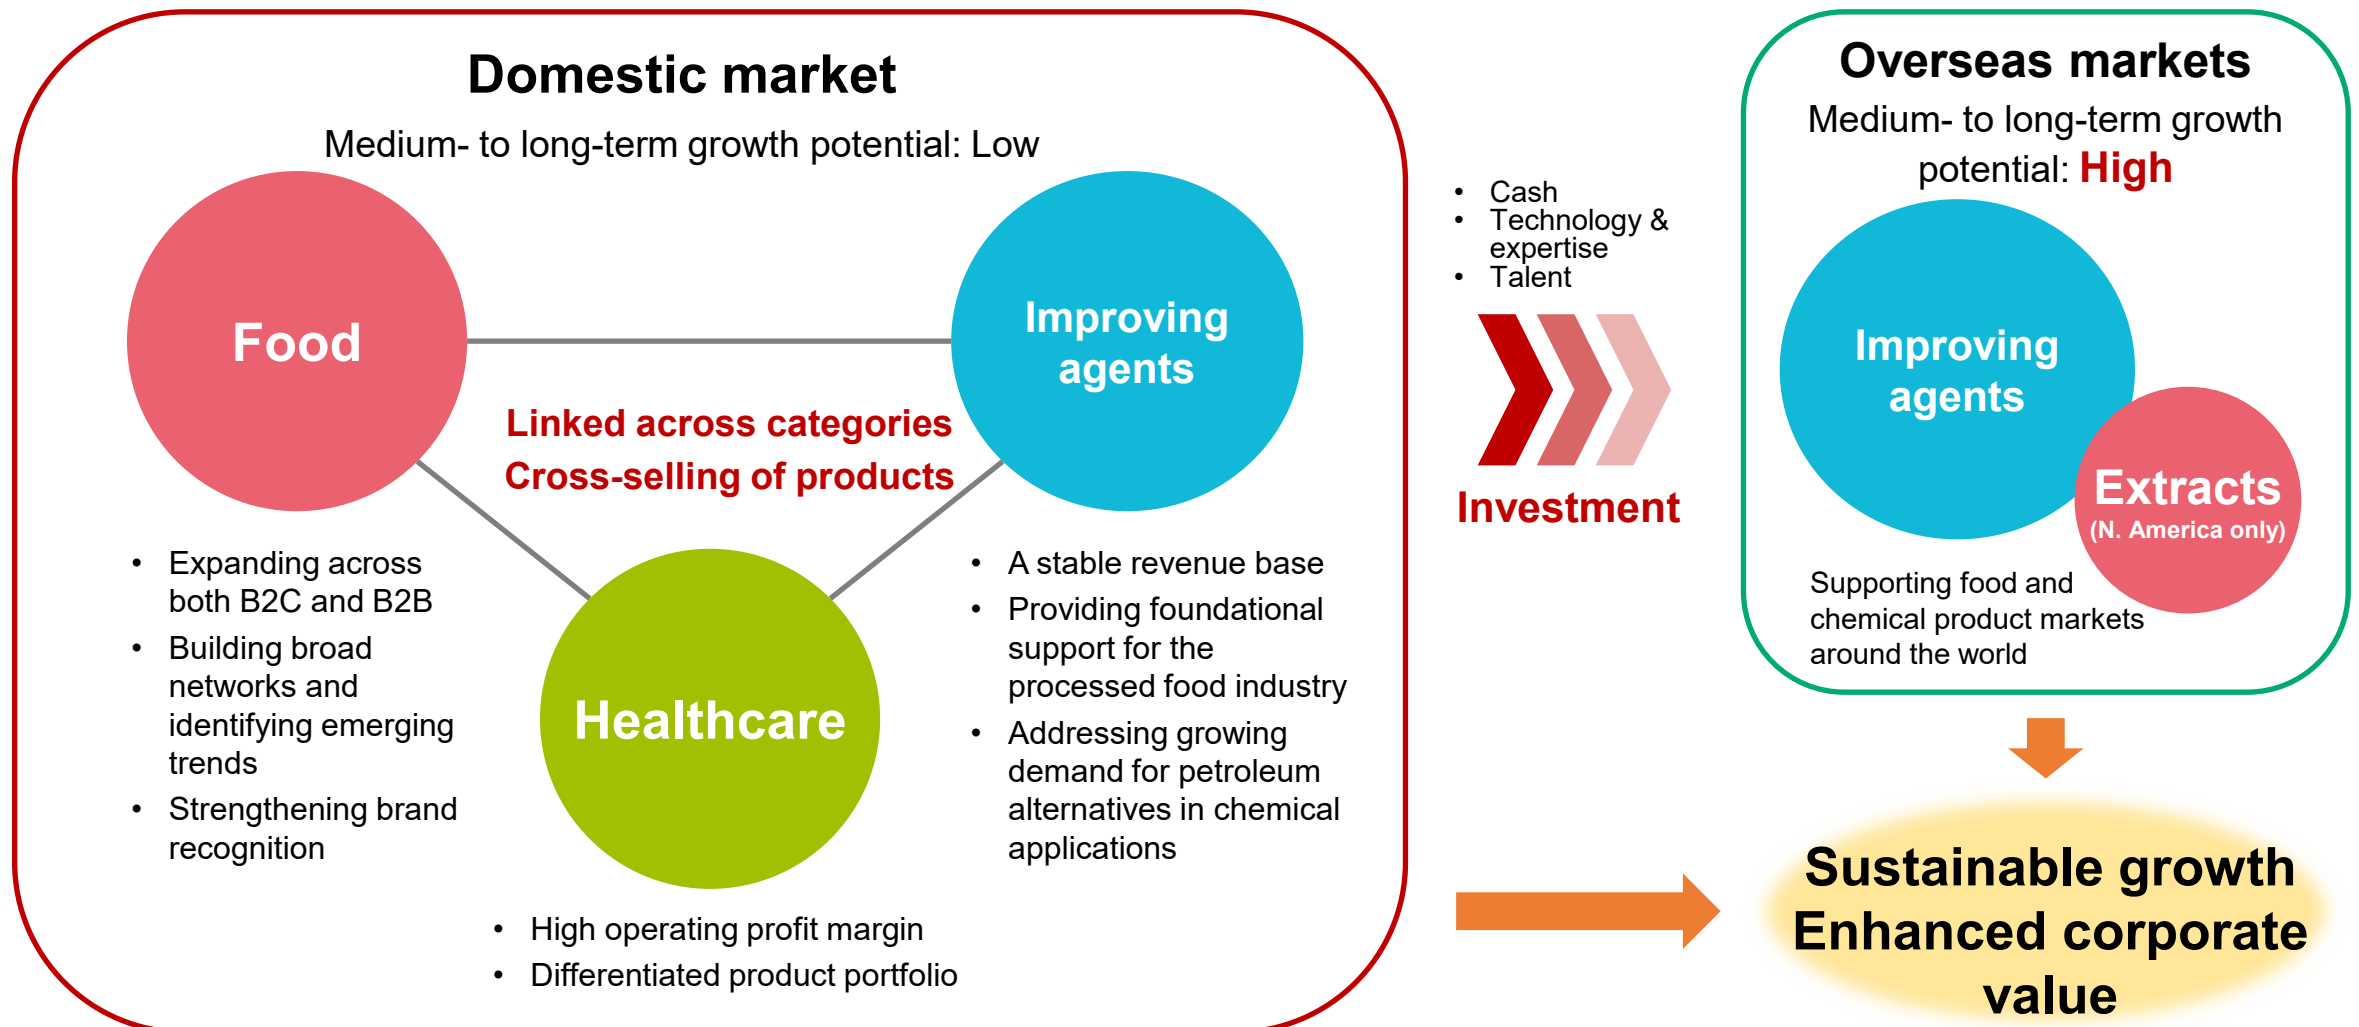 Domestic market
Medium- to long-term growth potential: Low
Food
Improving
agents
Linked across categories
Cross-selling of products
Healthcare
• Expanding across
both B2C and B2B
• Building broad
networks and
identifying emerging
trends
• Strengthening brand
recognition
• A stable revenue base
• Providing foundational
support for the
processed food industry
• Addressing growing
demand for petroleum
alternatives in chemical
applications
• High operating profit margin
• Differentiated product portfolio
• Cash
• Technology &
expertise
• Talent
Investment
Overseas markets
Medium- to long-term growth
potential: High
Improving
agents
Extracts
(N. America only)
Supporting food and
chemical product markets
around the world
Sustainable growth
Enhanced corporate
value